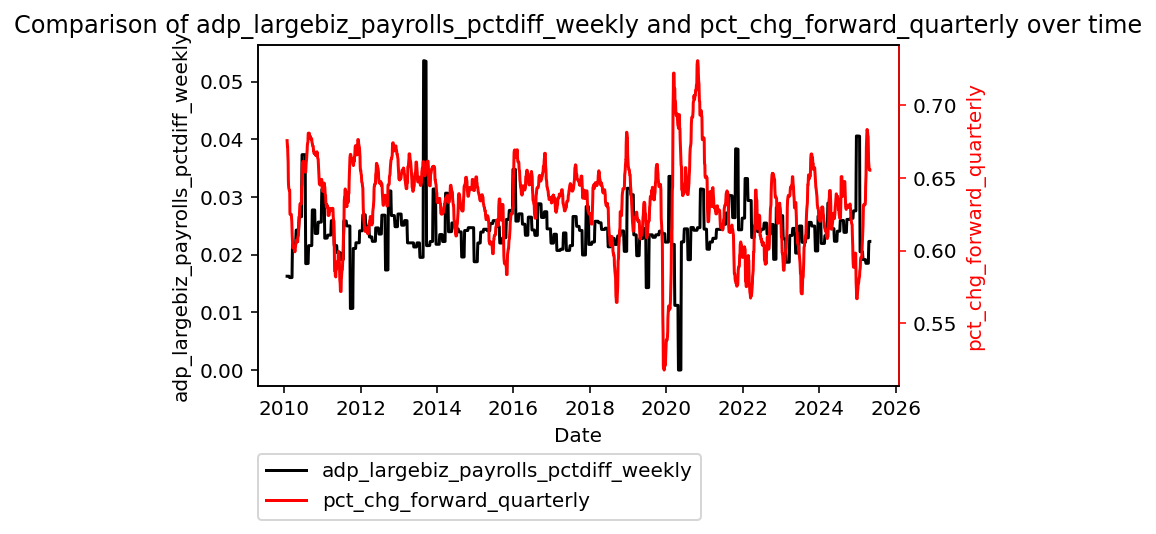 Comparison of adp_largebiz_payrolls_pctdiff_weekly and pct_chg_forward_quarterly over time
adp_largebiz_payrolls_pctdiff_weekly
0.05
0.04
0.03
0.02
0.01
0.00
0.70
0.65
0.60
0.55
pct_chg_forward_quarterly
2010 2012 2014 2016 2018 2020 2022 2024 2026
Date
adp_largebiz_payrolls_pctdiff_weekly
pct_chg_forward_quarterly